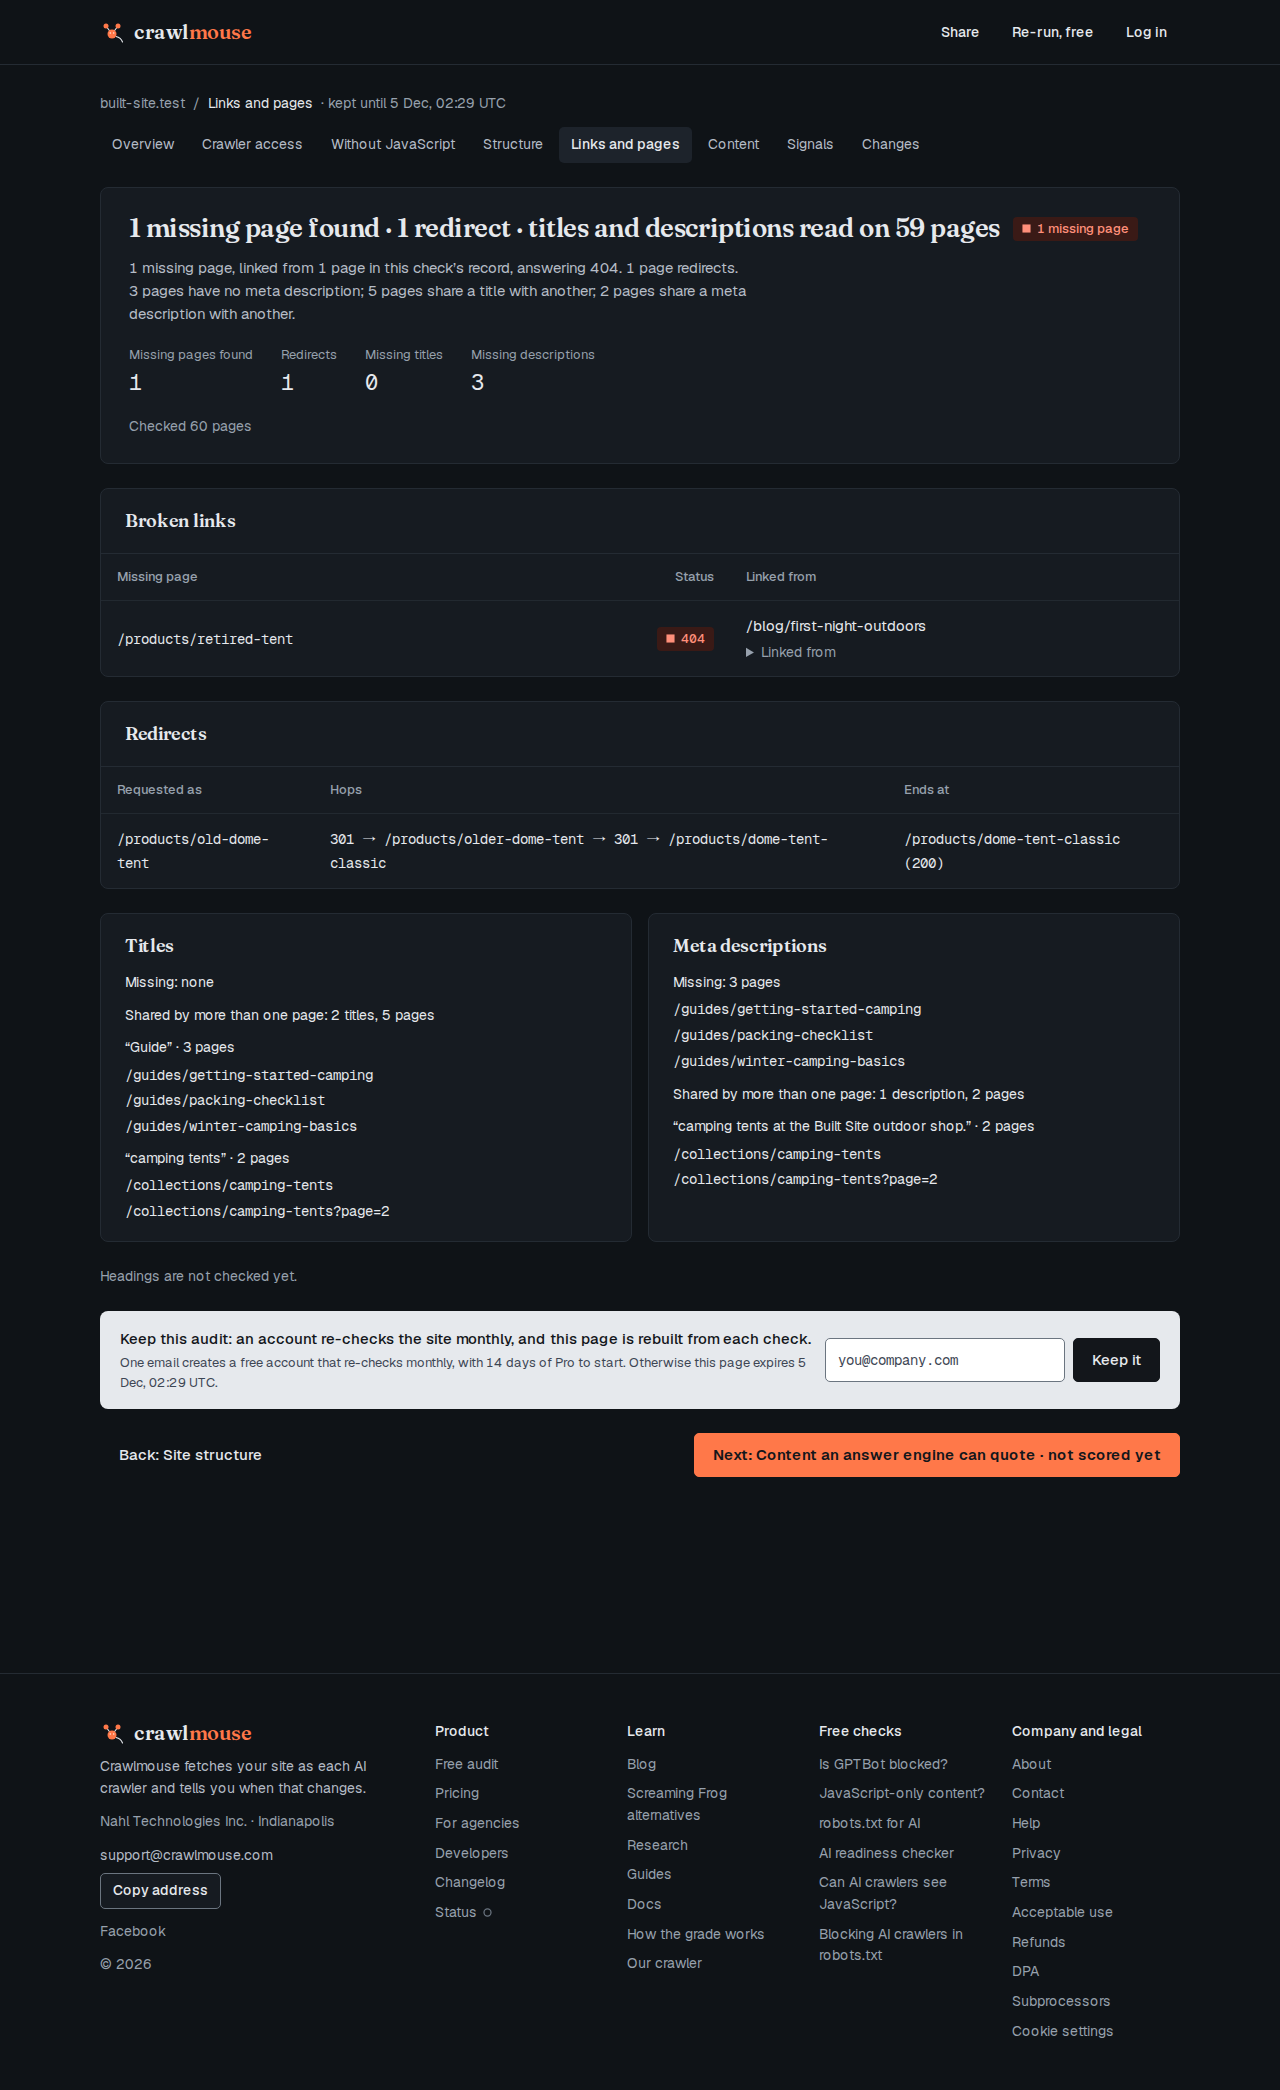 crawlmouse
Share
Re-run, free
Log in
built-site.test / Links and pages · kept until 5 Dec, 02:29 UTC
Overview
Crawler access
Without JavaScript
Structure
Links and pages
Content
Signals
Changes
1 missing page found · 1 redirect · titles and descriptions read on 59 pages
1 missing page
1 missing page, linked from 1 page in this check’s record, answering 404. 1 page redirects.
3 pages have no meta description; 5 pages share a title with another; 2 pages share a meta
description with another.
Missing pages found
Redirects
Missing titles
Missing descriptions
1
1
0
3
Checked 60 pages
Broken links
Missing page
Status
Linked from
/products/retired-tent
404
/blog/first-night-outdoors
Linked from
Redirects
Requested as
Hops
Ends at
/products/old-dome-
tent
301 → /products/older-dome-tent → 301 → /products/dome-tent-
classic
/products/dome-tent-classic
(200)
Titles
Missing: none
Shared by more than one page: 2 titles, 5 pages
“Guide” · 3 pages
/guides/getting-started-camping
/guides/packing-checklist
/guides/winter-camping-basics
“camping tents” · 2 pages
/collections/camping-tents
/collections/camping-tents?page=2
Meta descriptions
Missing: 3 pages
/guides/getting-started-camping
/guides/packing-checklist
/guides/winter-camping-basics
Shared by more than one page: 1 description, 2 pages
“camping tents at the Built Site outdoor shop.” · 2 pages
/collections/camping-tents
/collections/camping-tents?page=2
Headings are not checked yet.
Keep this audit: an account re-checks the site monthly, and this page is rebuilt from each check.
One email creates a free account that re-checks monthly, with 14 days of Pro to start. Otherwise this page expires 5
Dec, 02:29 UTC.
you@company.com
Keep it
Back: Site structure
Next: Content an answer engine can quote · not scored yet
crawlmouse
Crawlmouse fetches your site as each AI
crawler and tells you when that changes.
Nahl Technologies Inc. · Indianapolis
support@crawlmouse.com
Copy address
Facebook
© 2026
Product
Free audit
Pricing
For agencies
Developers
Changelog
Status
Learn
Blog
Screaming Frog
alternatives
Research
Guides
Docs
How the grade works
Our crawler
Free checks
Is GPTBot blocked?
JavaScript-only content?
robots.txt for AI
AI readiness checker
Can AI crawlers see
JavaScript?
Blocking AI crawlers in
robots.txt
Company and legal
About
Contact
Help
Privacy
Terms
Acceptable use
Refunds
DPA
Subprocessors
Cookie settings